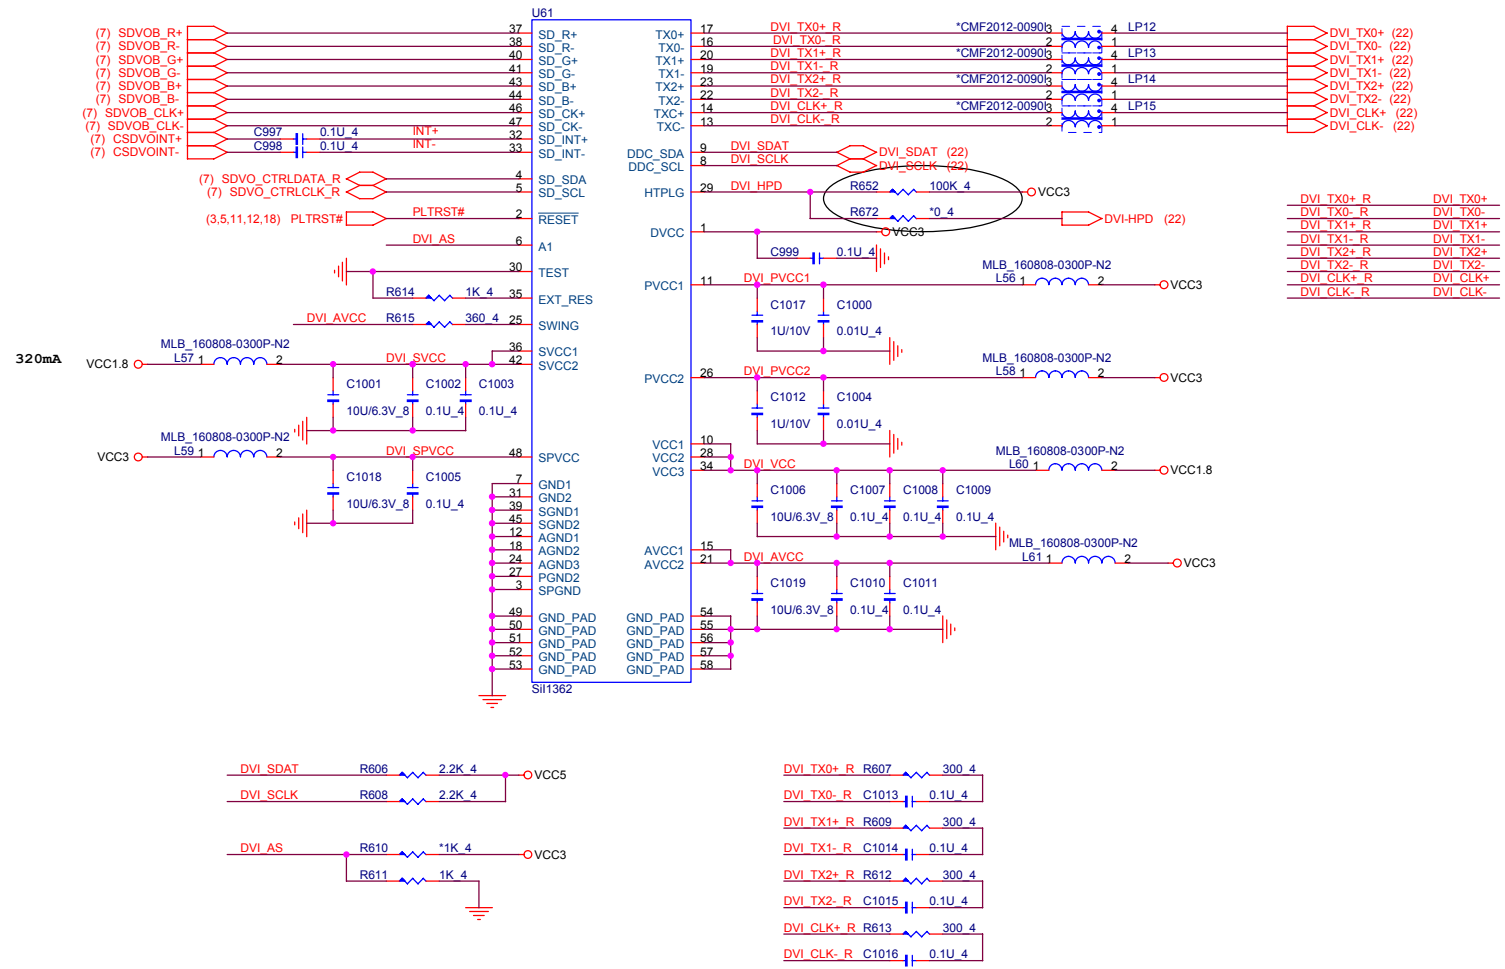 U61
(7) SDVOB_R+ 37 SD_R+ TX0+ 17 DVI_TX0+_R *CMF2012-0090I 3 4 LP12 DVI_TX0+ (22)
(7) SDVOB_R- 38 SD_R- TX0- 16 DVI_TX0-_R 2 1 DVI_TX0- (22)
(7) SDVOB_G+ 40 SD_G+ TX1+ 20 DVI_TX1+_R *CMF2012-0090I 3 4 LP13 DVI_TX1+ (22)
(7) SDVOB_G- 41 SD_G- TX1- 19 DVI_TX1-_R 2 1 DVI_TX1- (22)
(7) SDVOB_B+ 43 SD_B+ TX2+ 23 DVI_TX2+_R *CMF2012-0090I 3 4 LP14 DVI_TX2+ (22)
(7) SDVOB_B- 44 SD_B- TX2- 22 DVI_TX2-_R 2 1 DVI_TX2- (22)
(7) SDVOB_CLK+ 46 SD_CK+ TXC+ 14 DVI_CLK+_R *CMF2012-0090I 3 4 LP15 DVI_CLK+ (22)
(7) SDVOB_CLK- 47 SD_CK- TXC- 13 DVI_CLK-_R 2 1 DVI_CLK- (22)
(7) CSDVOINT+ C997 0.1U_4 INT+ 32 SD_INT+
(7) CSDVOINT- C998 0.1U_4 INT- 33 SD_INT-
DDC_SDA 9 DVI_SDAT DVI_SDAT (22)
DDC_SCL 8 DVI_SCLK DVI_SCLK (22)
(7) SDVO_CTRLDATA_R 4 SD_SDA
(7) SDVO_CTRLCLK_R 5 SD_SCL HTPLG 29 DVI_HPD R652 100K_4 VCC3
(3,5,11,12,18) PLTRST# PLTRST# 2 RESET R672 *0_4 DVI-HPD (22)
DVCC 1 VCC3
DVI_AS 6 A1
C999 0.1U_4
DVI_TX0+_R DVI_TX0+
DVI_TX0-_R DVI_TX0-
DVI_TX1+_R DVI_TX1+
DVI_TX1-_R DVI_TX1-
DVI_TX2+_R DVI_TX2+
DVI_TX2-_R DVI_TX2-
DVI_CLK+_R DVI_CLK+
DVI_CLK-_R DVI_CLK-
30 TEST
MLB_160808-0300P-N2
PVCC1 11 DVI_PVCC1 L56 1 2 VCC3
R614 1K_4 35 EXT_RES
C1017 C1000
1U/10V 0.01U_4
DVI_AVCC R615 360_4 25 SWING
320mA
MLB_160808-0300P-N2
VCC1.8 L57 1 2 DVI_SVCC 36 SVCC1
42 SVCC2
C1001 C1002 C1003
10U/6.3V_8 0.1U_4 0.1U_4
MLB_160808-0300P-N2
PVCC2 26 DVI_PVCC2 L58 1 2 VCC3
C1012 C1004
1U/10V 0.01U_4
MLB_160808-0300P-N2
VCC3 L59 1 2 DVI_SPVCC 48 SPVCC
C1018 C1005
10U/6.3V_8 0.1U_4
VCC1 10
VCC2 28
MLB_160808-0300P-N2
VCC3 34 DVI_VCC L60 1 2 VCC1.8
C1006 C1007 C1008 C1009
10U/6.3V_8 0.1U_4 0.1U_4 0.1U_4
7 GND1
31 GND2
39 SGND1
45 SGND2
12 AGND1
18 AGND2
24 AGND3
27 PGND2
3 SPGND
MLB_160808-0300P-N2
AVCC1 15
AVCC2 21 DVI_AVCC L61 1 2 VCC3
C1019 C1010 C1011
10U/6.3V_8 0.1U_4 0.1U_4
49 GND_PAD GND_PAD 54
50 GND_PAD GND_PAD 55
51 GND_PAD GND_PAD 56
52 GND_PAD GND_PAD 57
53 GND_PAD GND_PAD 58
SiI1362
DVI_SDAT R606 2.2K_4 VCC5
DVI_SCLK R608 2.2K_4
DVI_AS R610 *1K_4 VCC3
R611 1K_4
DVI_TX0+_R R607 300_4
DVI_TX0-_R C1013 0.1U_4
DVI_TX1+_R R609 300_4
DVI_TX1-_R C1014 0.1U_4
DVI_TX2+_R R612 300_4
DVI_TX2-_R C1015 0.1U_4
DVI_CLK+_R R613 300_4
DVI_CLK-_R C1016 0.1U_4